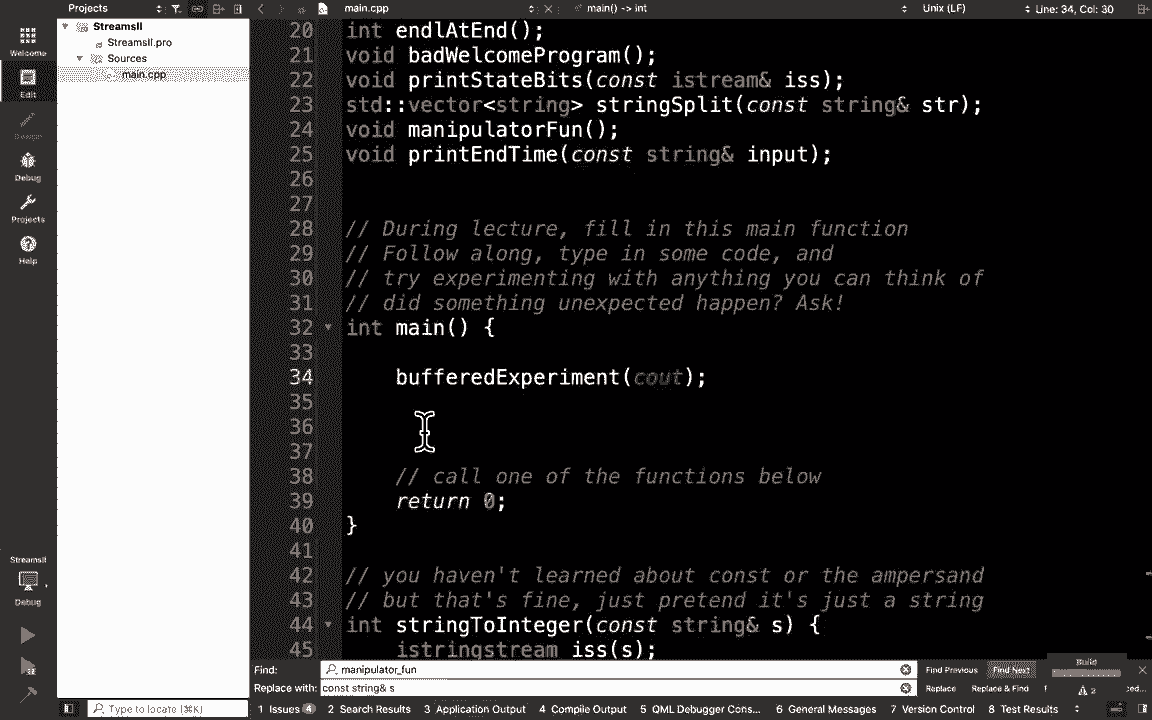 Projects
main.cpp
main() -> int
Unix (LF)
Line: 34, Col: 30
Welcome
Edit
Debug
Projects
Help
StreamsII
Debug
StreamsII
StreamsII.pro
Sources
main.cpp
20 int endlAtEnd();
21 void badWelcomeProgram();
22 void printStateBits(const istream& iss);
23 std::vector<string> stringSplit(const string& str);
24 void manipulatorFun();
25 void printEndTime(const string& input);
26
27
28 // During lecture, fill in this main function
29 // Follow along, type in some code, and
30 // try experimenting with anything you can think of
31 // did something unexpected happen? Ask!
32 int main() {
33
34 bufferedExperiment(cout);
35
36
37
38 // call one of the functions below
39 return 0;
40 }
41
42 // you haven't learned about const or the ampersand
43 // but that's fine, just pretend it's just a string
44 int stringToInteger(const string& s) {
45 istringstream iss(s);
Find: manipulator_fun
Find Previous Find Next
Build
Replace with: const string& s
Replace Replace & Find
2
Type to locate (⌘K)
1 Issues 4 2 Search Results 3 Application Output 4 Compile Output 5 QML Debugger Cons... 6 General Messages 7 Version Control 8 Test Results